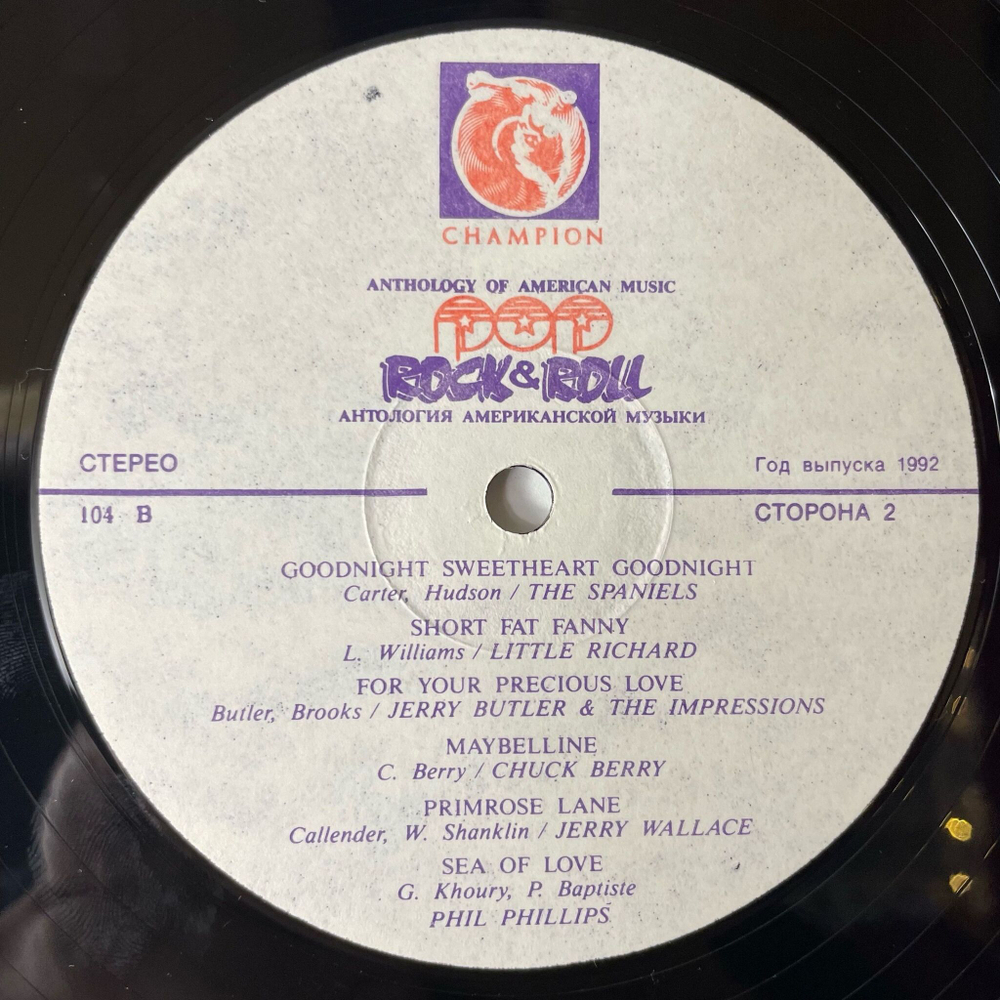 CHAMPION
ANTHOLOGY OF AMERICAN MUSIC
POP
ROCK & ROLL
АНТОЛОГИЯ АМЕРИКАНСКОЙ МУЗЫКИ
СТЕРЕО
Год выпуска 1992
104 B
СТОРОНА 2
GOODNIGHT SWEETHEART GOODNIGHT
Carter, Hudson / THE SPANIELS
SHORT FAT FANNY
L. Williams / LITTLE RICHARD
FOR YOUR PRECIOUS LOVE
Butler, Brooks / JERRY BUTLER & THE IMPRESSIONS
MAYBELLINE
C. Berry / CHUCK BERRY
PRIMROSE LANE
Callender, W. Shanklin / JERRY WALLACE
SEA OF LOVE
G. Khoury, P. Baptiste
PHIL PHILLIPS